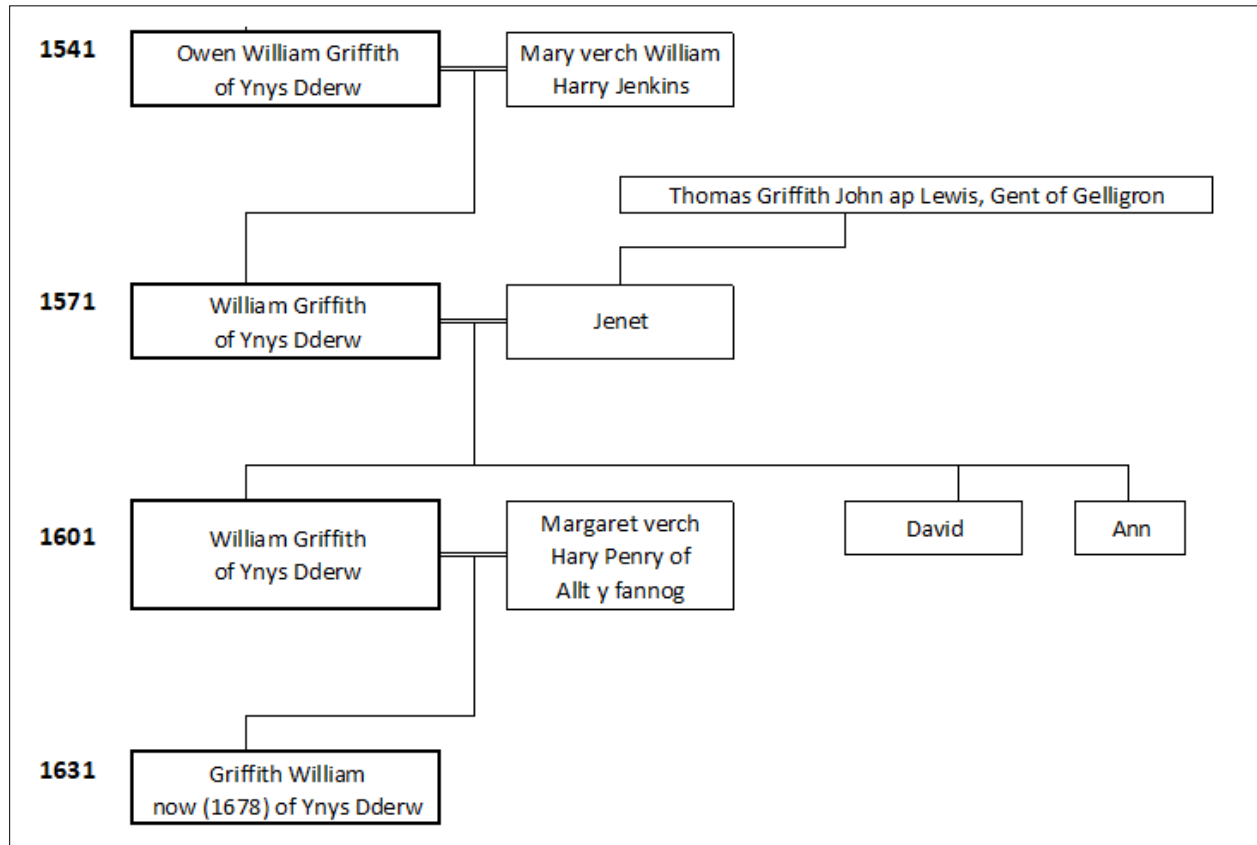 1541
Owen William Griffith
of Ynys Dderw
Mary verch William
Harry Jenkins
Thomas Griffith John ap Lewis, Gent of Gelligron
1571
William Griffith
of Ynys Dderw
Jenet
1601
William Griffith
of Ynys Dderw
Margaret verch
Hary Penry of
Allt y fannog
David
Ann
1631
Griffith William
now (1678) of Ynys Dderw